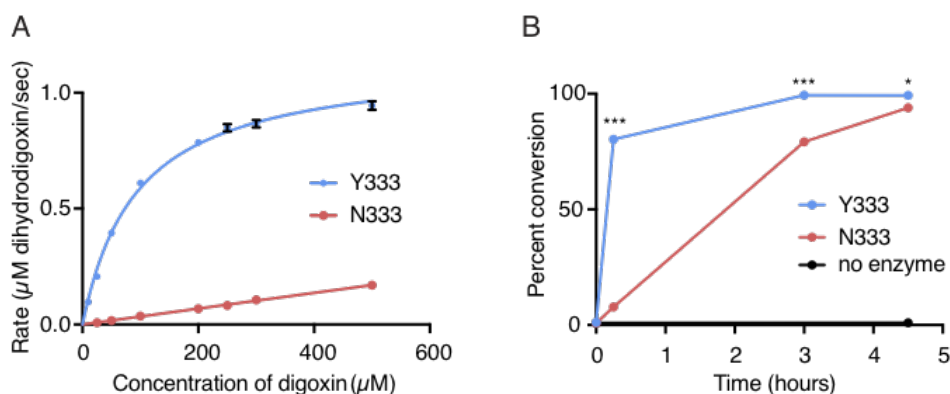 A
Rate (µM dihydrodigoxin/sec)
1.0
0.5
0.0
Y333
N333
0
200
400
600
Concentration of digoxin (µM)
B
Percent conversion
100
50
0
***
***
*
Y333
N333
no enzyme
0
1
2
3
4
5
Time (hours)